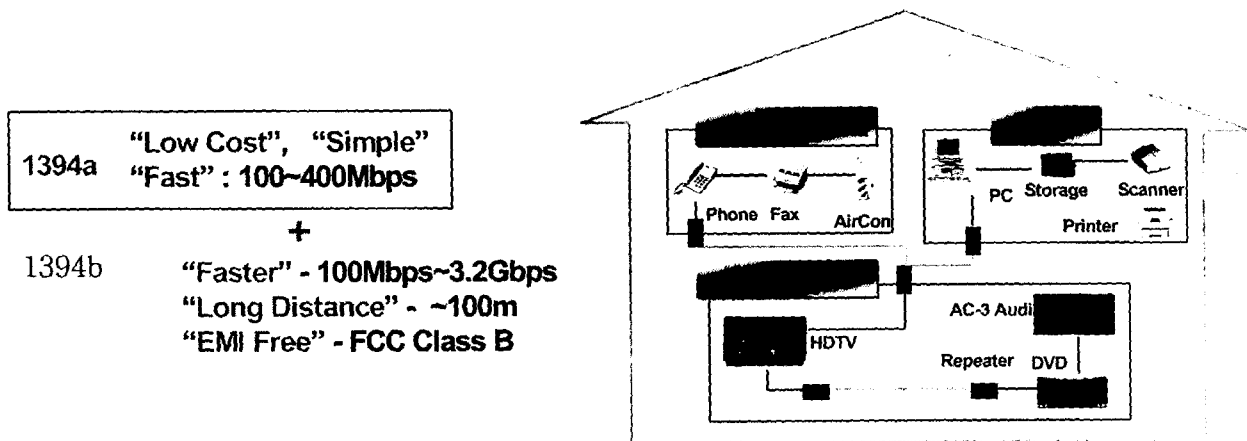 1394a
"Low Cost", "Simple"
"Fast" : 100~400Mbps
+
1394b
"Faster" - 100Mbps~3.2Gbps
"Long Distance" - ~100m
"EMI Free" - FCC Class B
Phone Fax AirCon
PC Storage Scanner
Printer
HDTV
AC-3 Audi
Repeater DVD